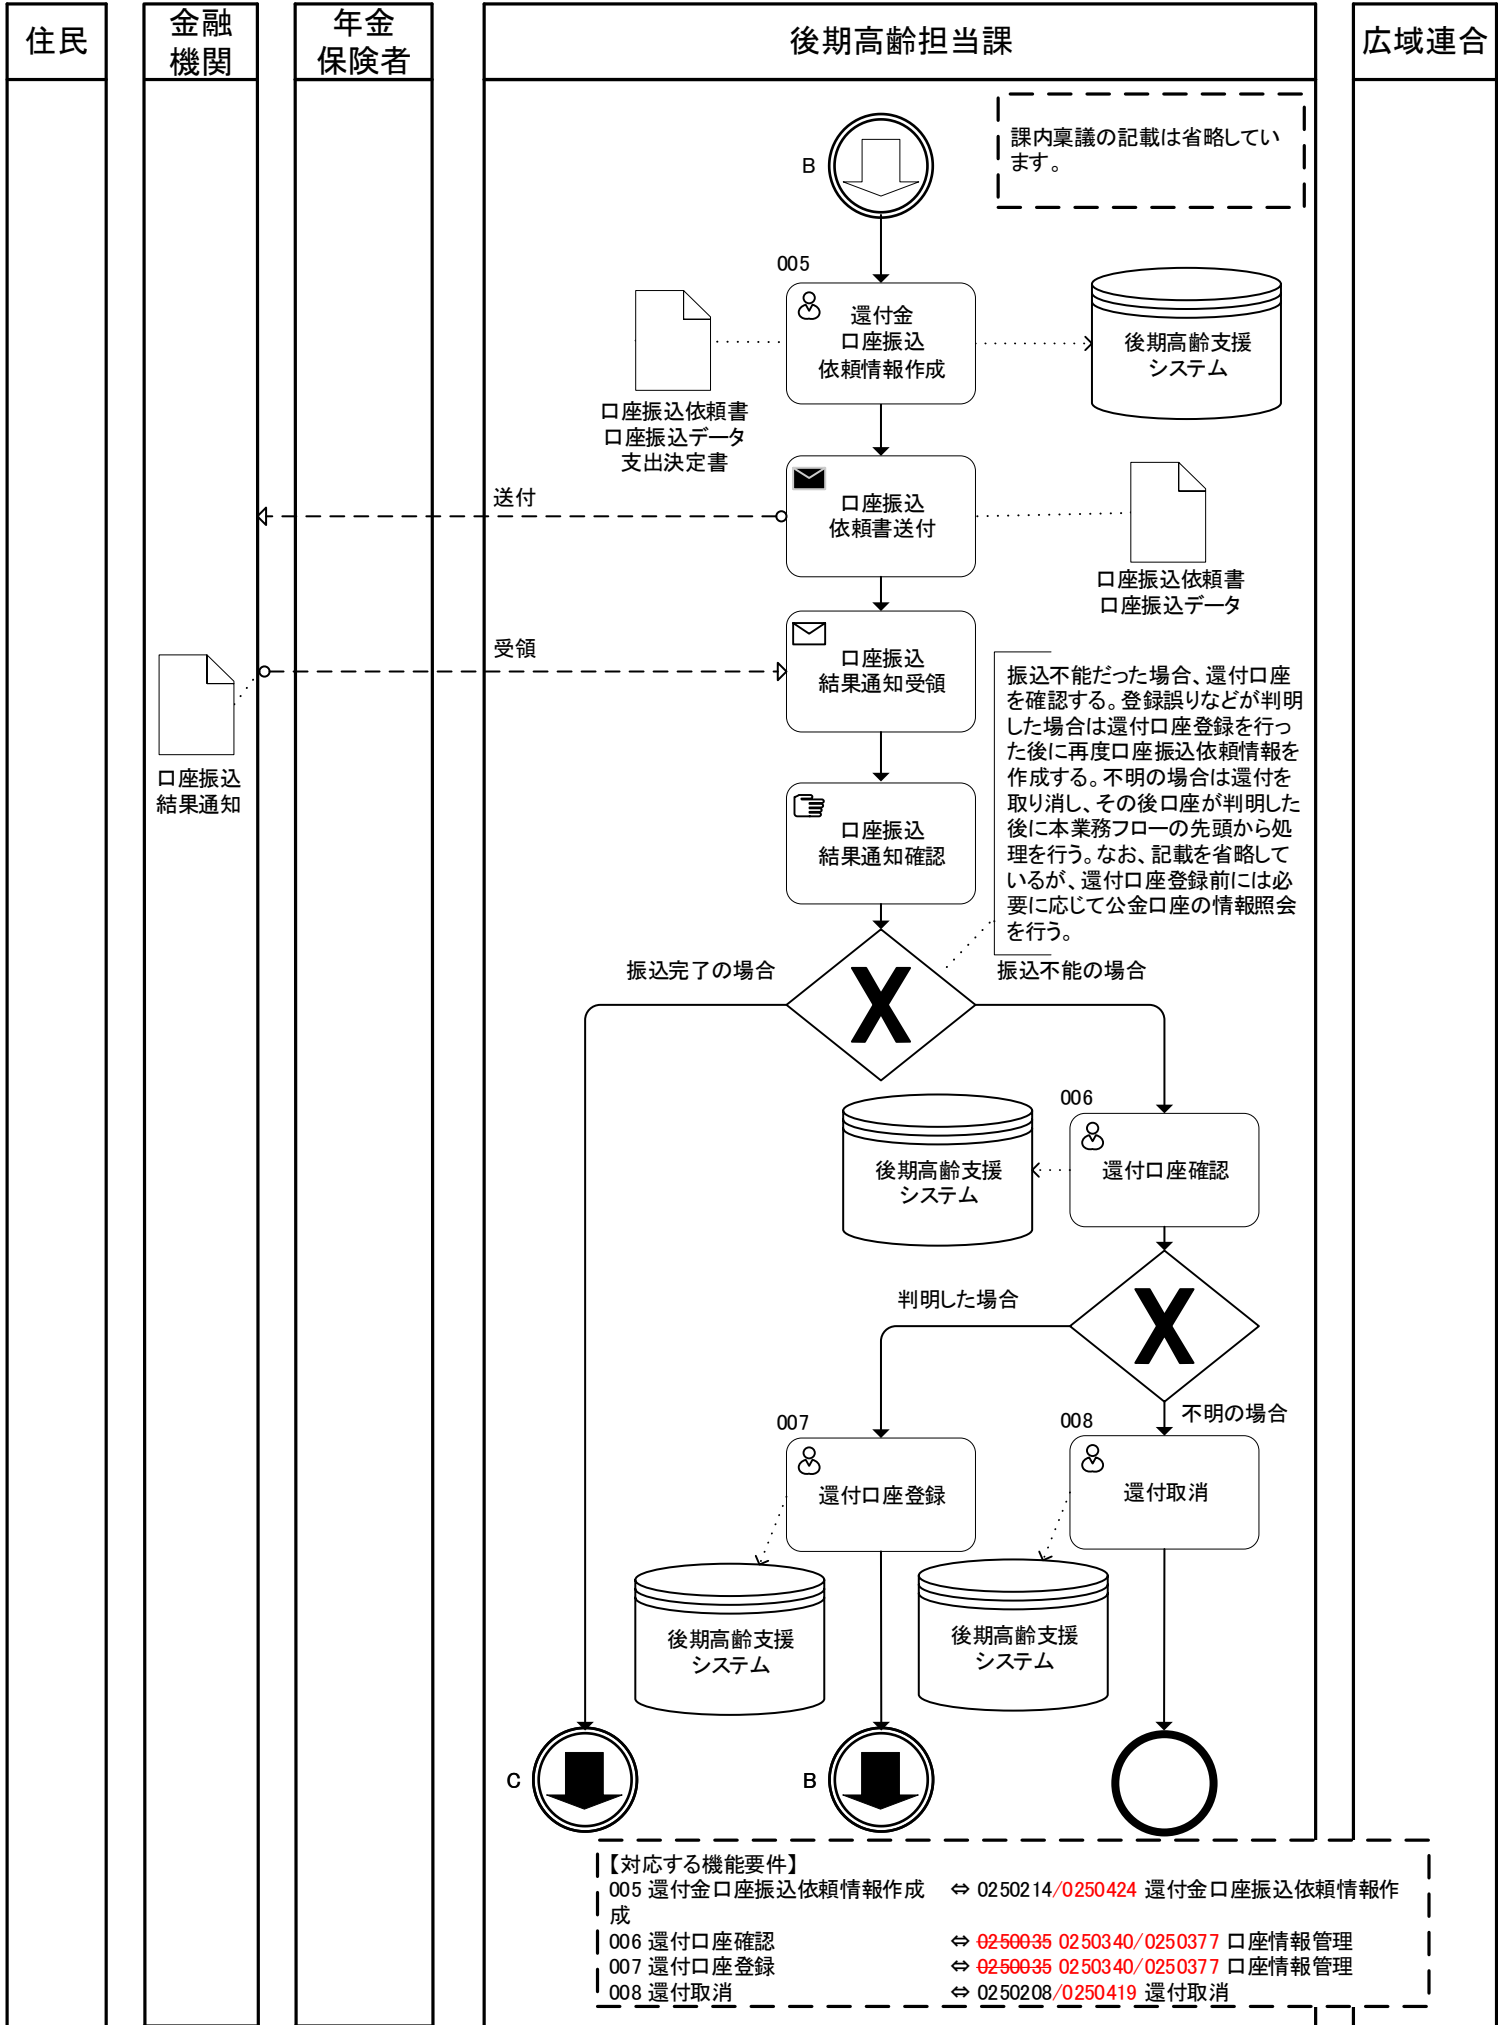 住民
金融
機関
年金
保険者
後期高齢担当課
広域連合
課内稟議の記載は省略してい
ます。
B
005
還付金
口座振込
依頼情報作成
後期高齢支援
システム
口座振込依頼書
口座振込データ
支出決定書
送付
口座振込
依頼書送付
口座振込依頼書
口座振込データ
受領
口座振込
結果通知受領
口座振込
結果通知
振込不能だった場合、還付口座
を確認する。登録誤りなどが判明
した場合は還付口座登録を行っ
た後に再度口座振込依頼情報を
作成する。不明の場合は還付を
取り消し、その後口座が判明した
後に本業務フローの先頭から処
理を行う。なお、記載を省略して
いるが、還付口座登録前には必
要に応じて公金口座の情報照会
を行う。
口座振込
結果通知確認
振込完了の場合
X
振込不能の場合
006
還付口座確認
後期高齢支援
システム
判明した場合
X
不明の場合
007
還付口座登録
008
還付取消
後期高齢支援
システム
後期高齢支援
システム
C
B
【対応する機能要件】
005 還付金口座振込依頼情報作成 ⇔ 0250214/0250424 還付金口座振込依頼情報作
成
006 還付口座確認 ⇔ 0250035 0250340/0250377 口座情報管理
007 還付口座登録 ⇔ 0250035 0250340/0250377 口座情報管理
008 還付取消 ⇔ 0250208/0250419 還付取消